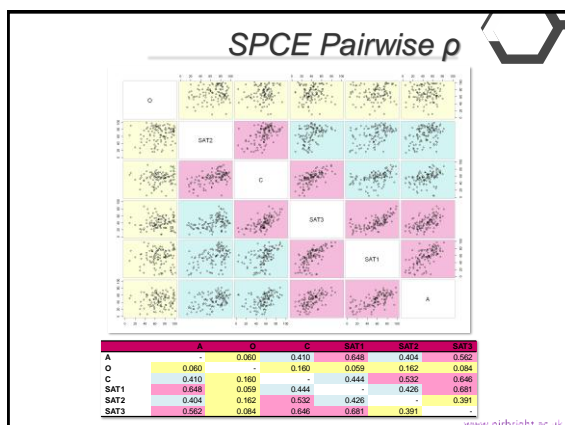 SPCE Pairwise ρ
O
SAT2
C
SAT3
SAT1
A
A O C SAT1 SAT2 SAT3
A - 0.060 0.410 0.648 0.404 0.562
O 0.060 - 0.160 0.059 0.162 0.084
C 0.410 0.160 - 0.444 0.532 0.646
SAT1 0.648 0.059 0.444 - 0.426 0.681
SAT2 0.404 0.162 0.532 0.426 - 0.391
SAT3 0.562 0.084 0.646 0.681 0.391 -